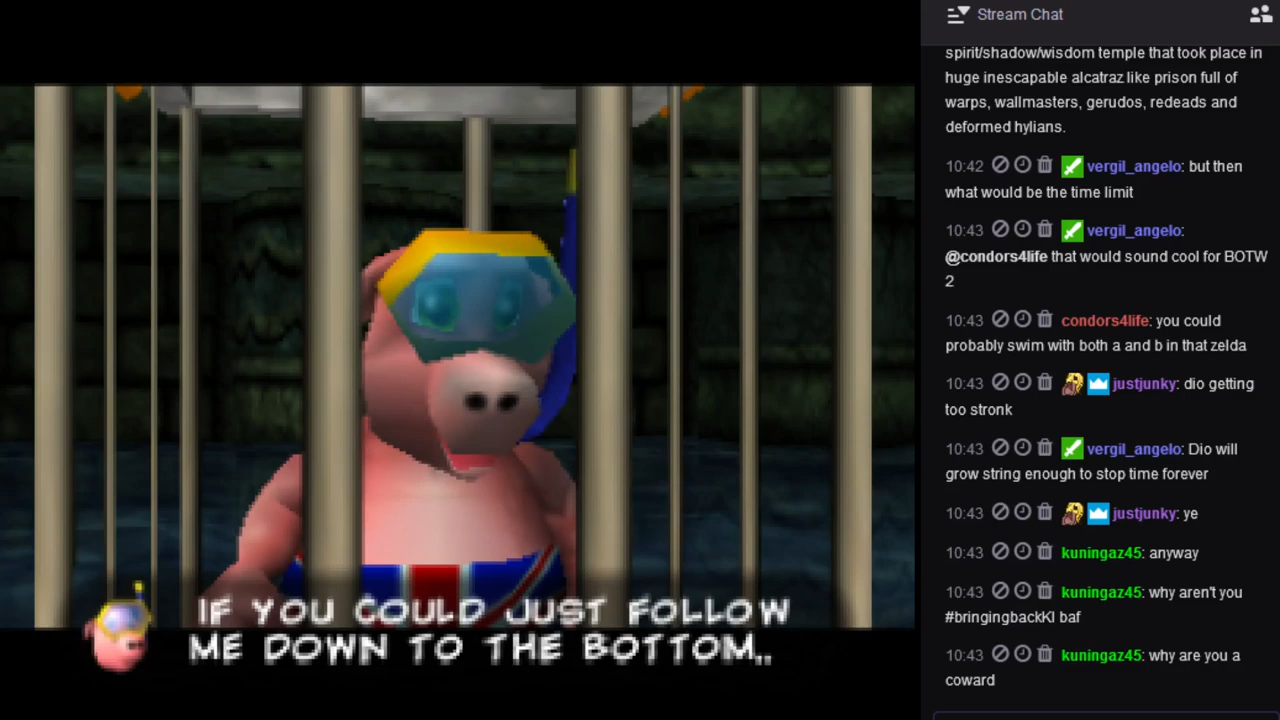 IF YOU COULD JUST FOLLOW
ME DOWN TO THE BOTTOM..
Stream Chat
spirit/shadow/wisdom temple that took place in
huge inescapable alcatraz like prison full of
warps, wallmasters, gerudos, redeads and
deformed hylians.
10:42 vergil_angelo: but then
what would be the time limit
10:43 vergil_angelo:
@condors4life that would sound cool for BOTW
2
10:43 condors4life: you could
probably swim with both a and b in that zelda
10:43 justjunky: dio getting
too stronk
10:43 vergil_angelo: Dio will
grow string enough to stop time forever
10:43 justjunky: ye
10:43 kuningaz45: anyway
10:43 kuningaz45: why aren't you
#bringingbackKI baf
10:43 kuningaz45: why are you a
coward